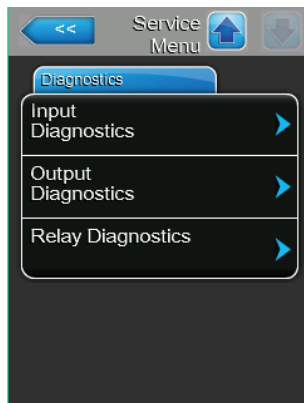 <<
Service
Menu
Diagnostics
Input
Diagnostics
Output
Diagnostics
Relay Diagnostics